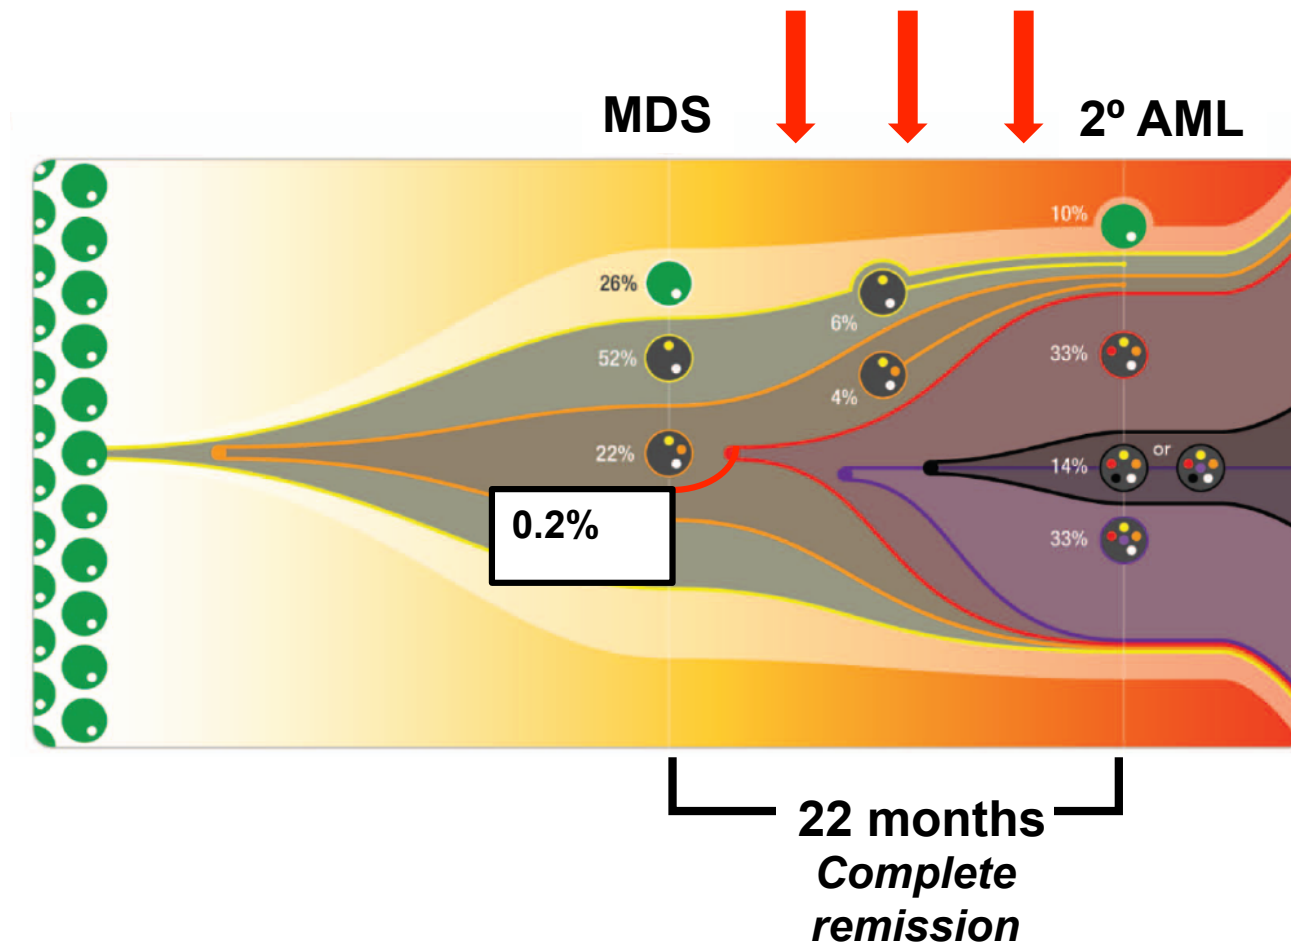 MDS
2º AML
10%
26%
6%
52%
33%
4%
22%
or
14%
0.2%
33%
22 months
Complete
remission